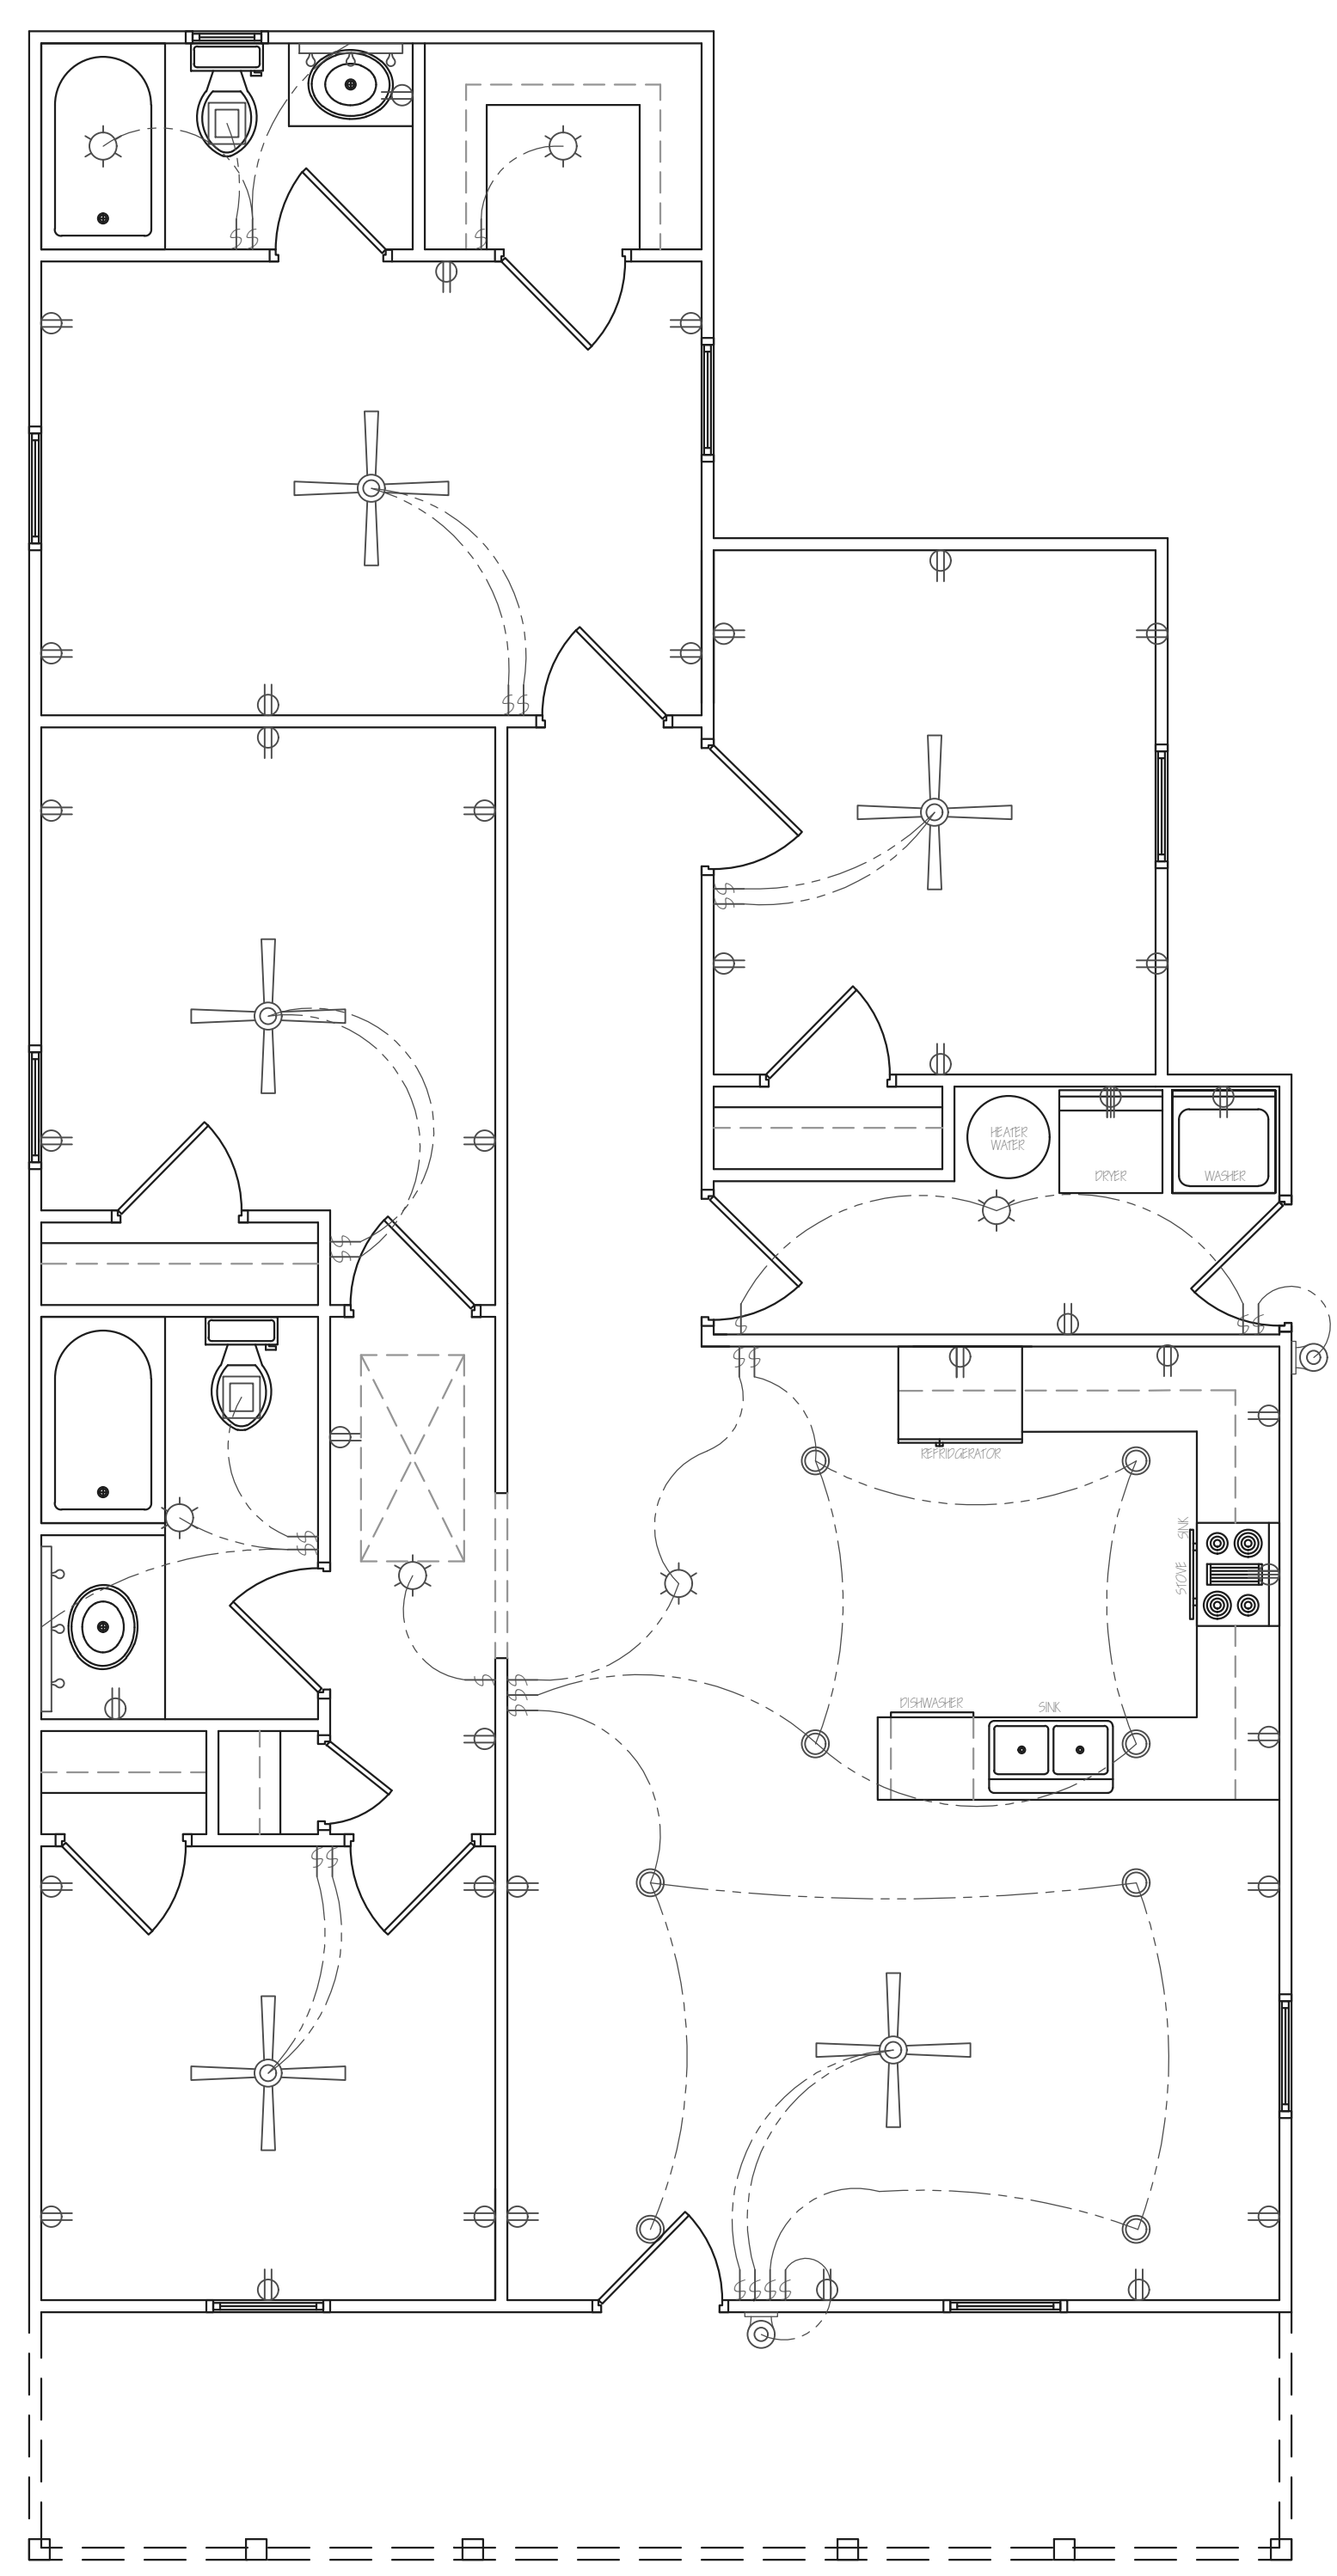 HEATER
WATER
DRYER
WASHER
REFRIDGERATOR
SINK
STOVE
DISHWASHER
SINK